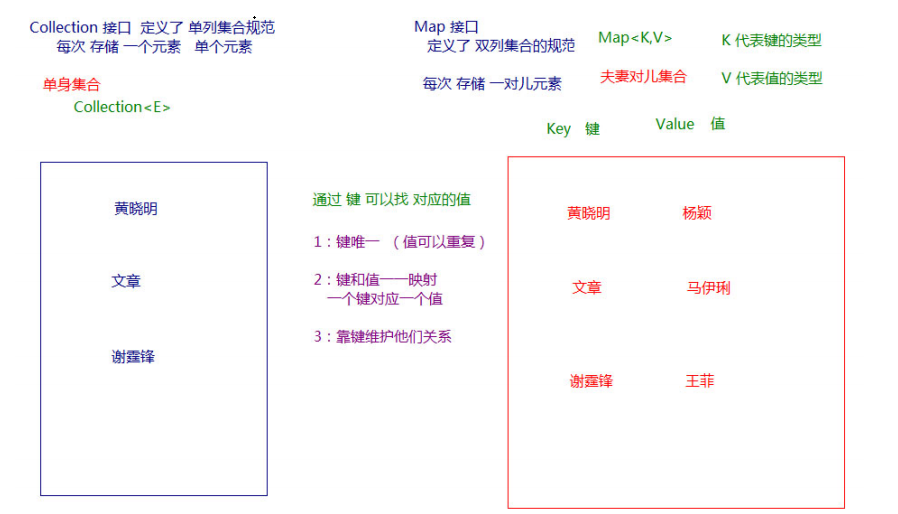 Collection 接口 定义了 单列集合规范
每次 存储 一个元素 单个元素
单身集合
Collection<E>
黄晓明
文章
谢霆锋
通过 键 可以找 对应的值
1：键唯一 （值可以重复）
2：键和值一一映射
一个键对应一个值
3：靠键维护他们关系
Map 接口
定义了 双列集合的规范
每次 存储 一对儿元素
Map<K,V>
K 代表键的类型
夫妻对儿集合
V 代表值的类型
Key 键
Value 值
黄晓明 杨颖
文章 马伊琍
谢霆锋 王菲